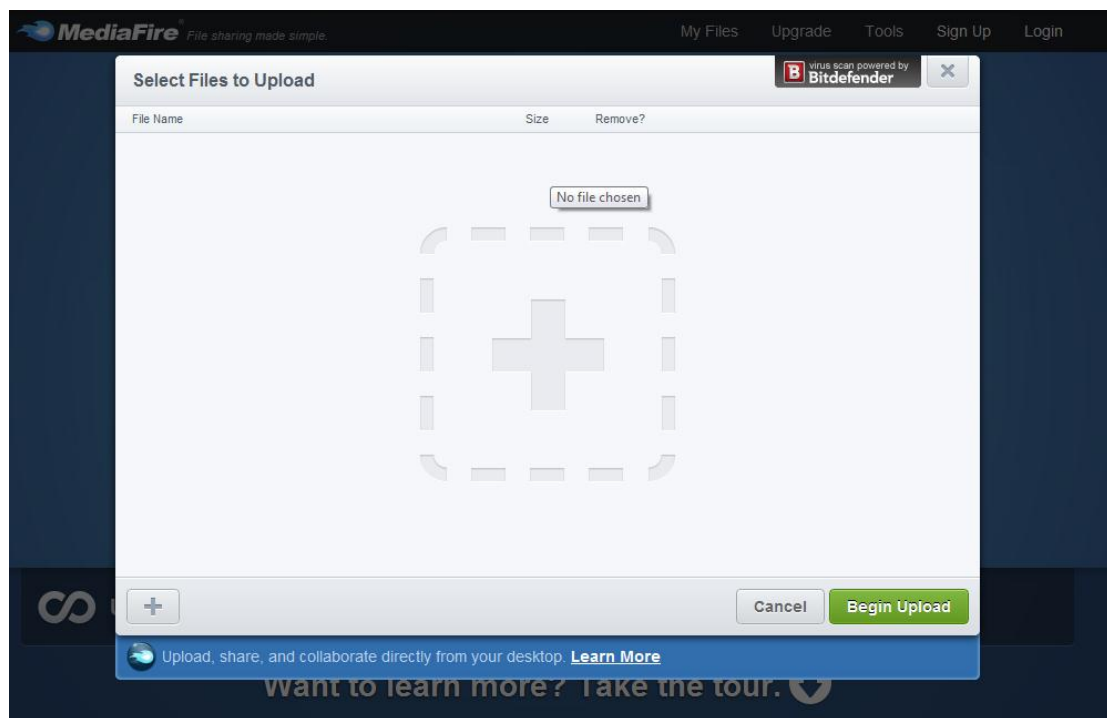 MediaFire File sharing made simple.
My Files Upgrade Tools Sign Up Login
Select Files to Upload
B virus scan powered by
Bitdefender
File Name Size Remove?
No file chosen
Cancel Begin Upload
Upload, share, and collaborate directly from your desktop. Learn More
Want to learn more? Take the tour.